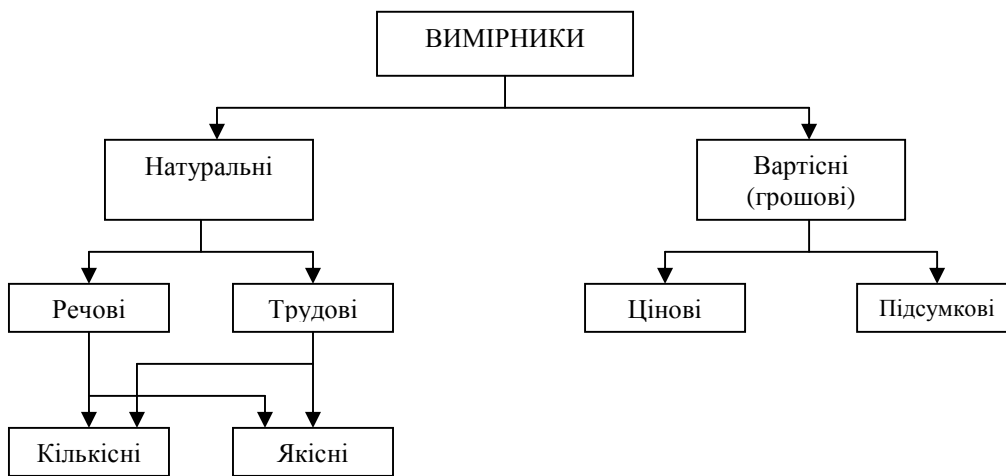 ВИМІРНИКИ
Натуральні
Вартісні
(грошові)
Речові
Трудові
Цінові
Підсумкові
Кількісні
Якісні